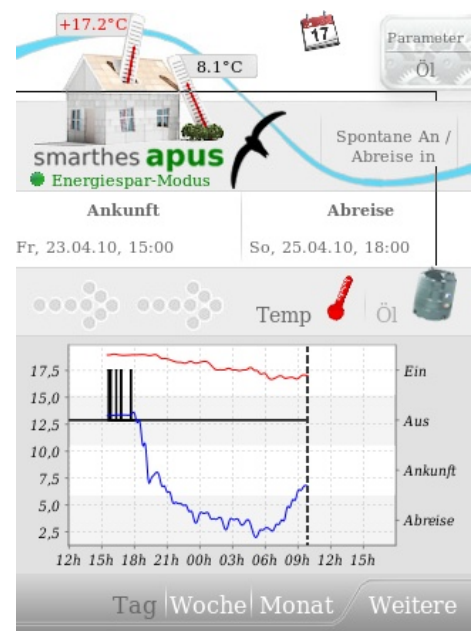 +17.2°C
17
Parameter
Öl
8.1°C
smarthes apus
Energiespar-Modus
Spontane An /
Abreise in
Ankunft
Abreise
Fr, 23.04.10, 15:00
So, 25.04.10, 18:00
Temp
Öl
17,5
15,0
12,5
10,0
7,5
5,0
2,5
Ein
Aus
Ankunft
Abreise
12h 15h 18h 21h 00h 03h 06h 09h 12h 15h
Tag Woche Monat Weitere